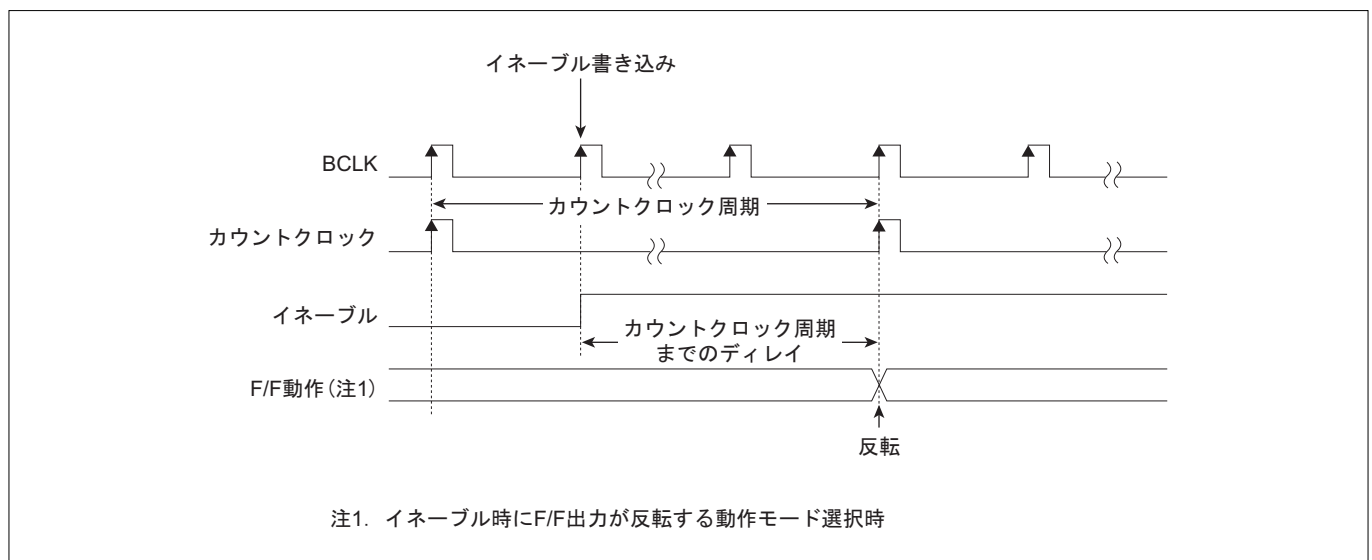 イネーブル書き込み
BCLK
カウントクロック周期
カウントクロック
イネーブル
カウントクロック周期
までのディレイ
F/F動作(注1)
反転
注1. イネーブル時にF/F出力が反転する動作モード選択時